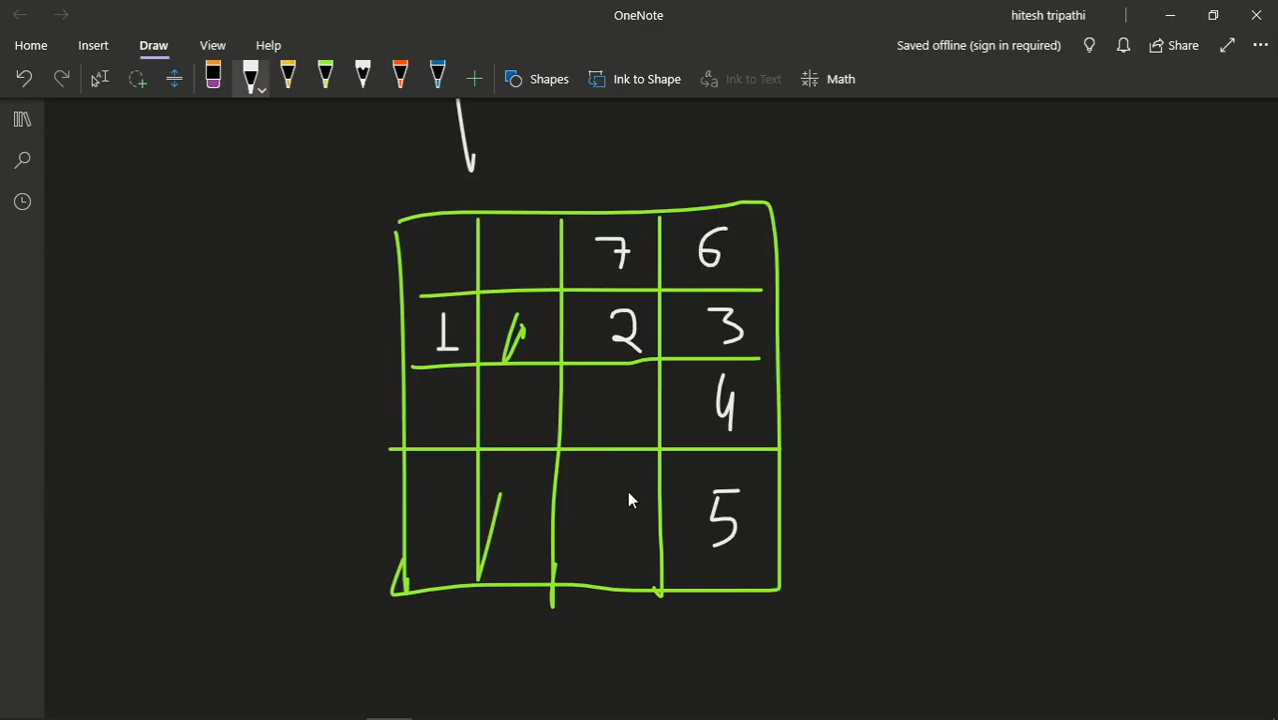 OneNote
hitesh tripathi
Home Insert Draw View Help
Saved offline (sign in required)
Share
Shapes
Ink to Shape
Ink to Text
Math
7 6
1 2 3
4
5